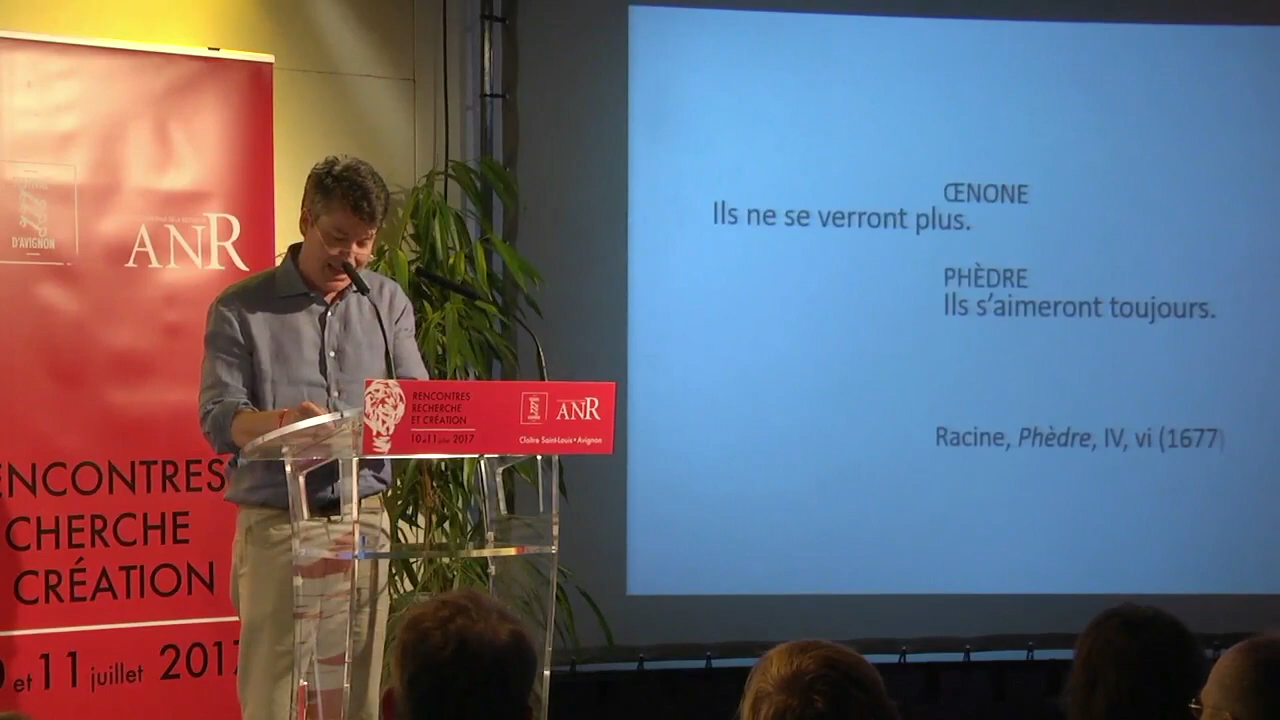 D'AVIGNON
ANR
ENCONTRES
CHERCHE
CRÉATION
et 11 juillet 2017
RENCONTRES
RECHERCHE
ET CRÉATION
10 et 11 juillet 2017
ANR
Cloître Saint-Louis • Avignon
ŒNONE
Ils ne se verront plus.
PHÈDRE
Ils s'aimeront toujours.
Racine, Phèdre, IV, vi (1677)